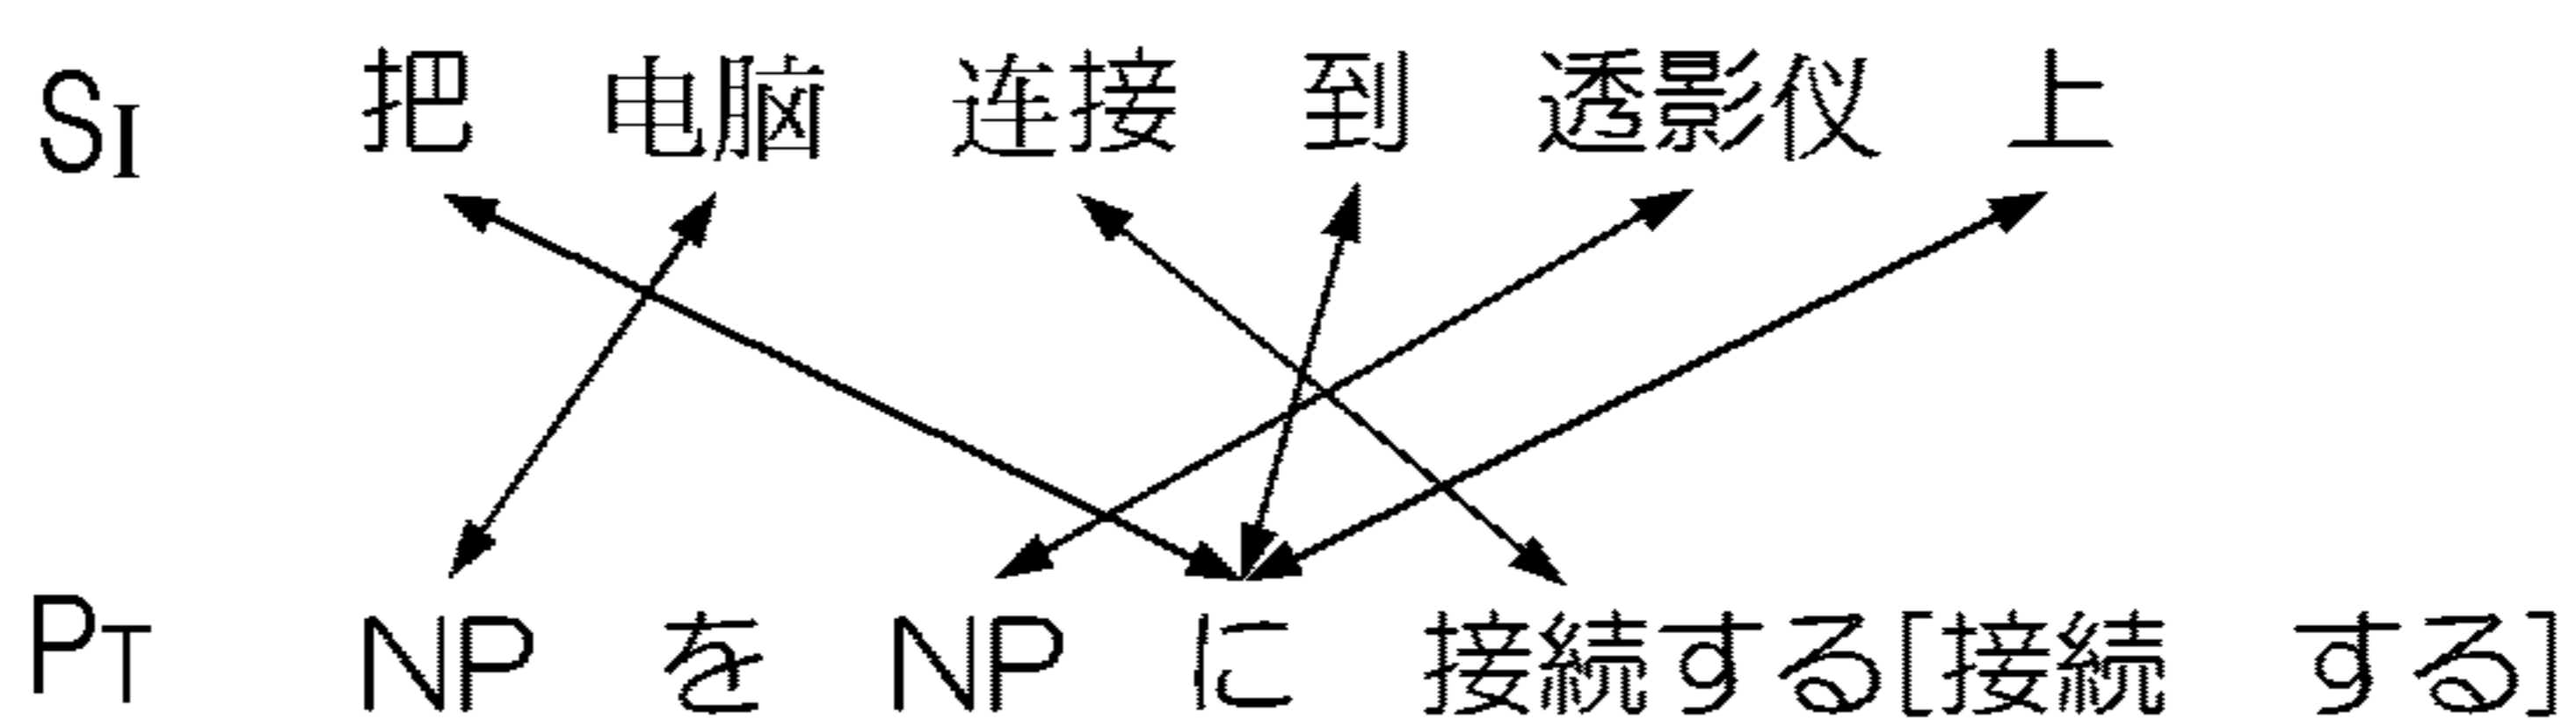 SI 把 电脑 连接 到 透影仪 上
PT NP を NP に 接続する[接続 する]